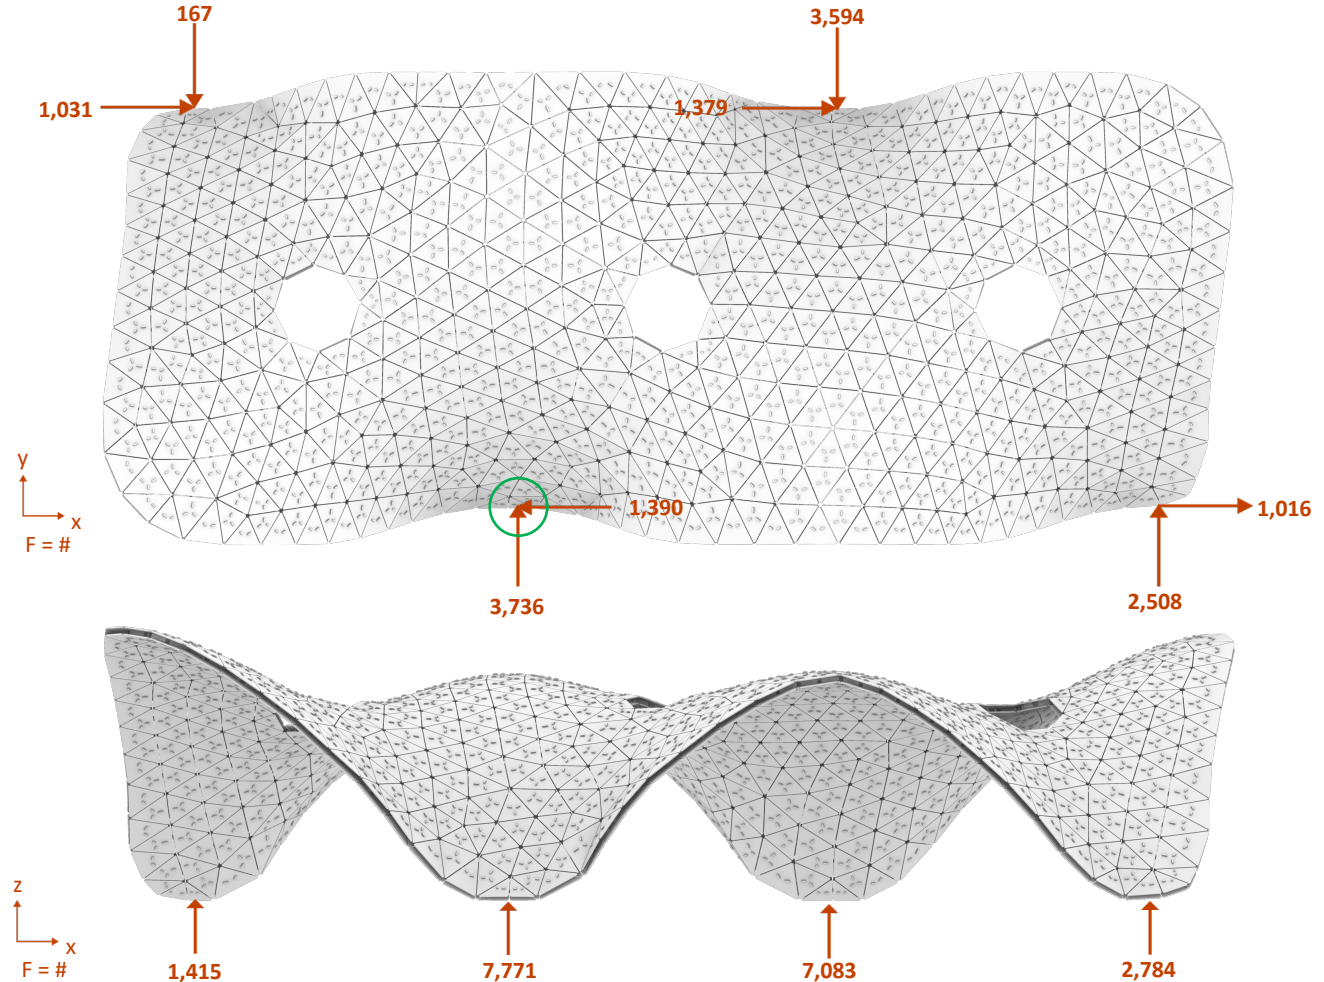 167
3,594
1,031
1,379
y
x
F = #
1,390
1,016
3,736
2,508
z
x
F = #
1,415
7,771
7,083
2,784